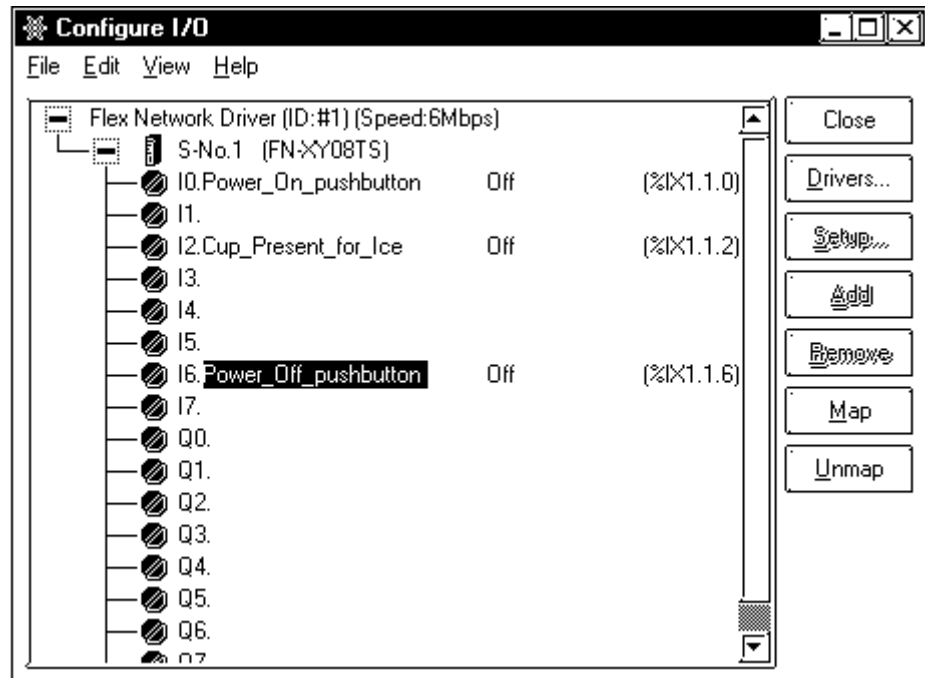 Configure I/O
File Edit View Help
Flex Network Driver (ID:#1) (Speed:6Mbps)
S-No.1 (FN-XY08TS)
I0.Power_On_pushbutton Off (%IX1.1.0)
I1.
I2.Cup_Present_for_Ice Off (%IX1.1.2)
I3.
I4.
I5.
I6.Power_Off_pushbutton Off (%IX1.1.6)
I7.
Q0.
Q1.
Q2.
Q3.
Q4.
Q5.
Q6.
Q7
Close
Drivers...
Setup...
Add
Remove
Map
Unmap